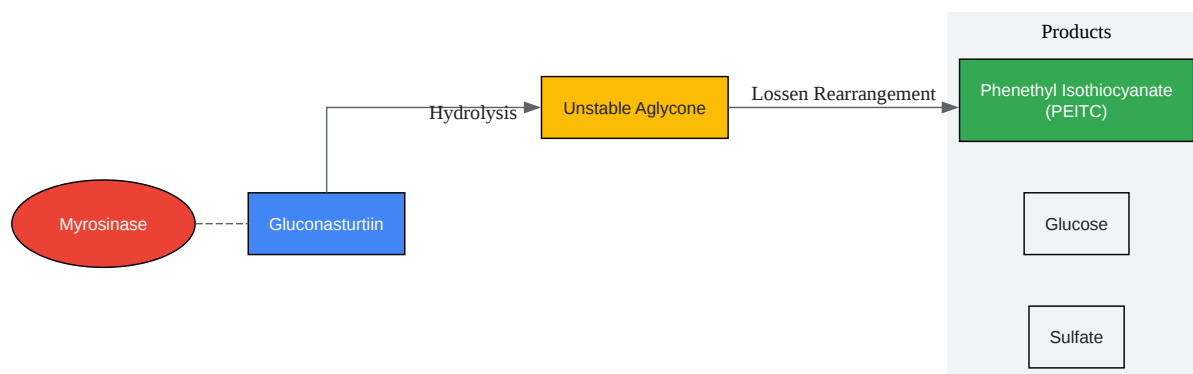 Products
Phenethyl Isothiocyanate
(PEITC)
Hydrolysis
Unstable Aglycone
Lossen Rearrangement
Myrosinase
Gluconasturtiin
Glucose
Sulfate